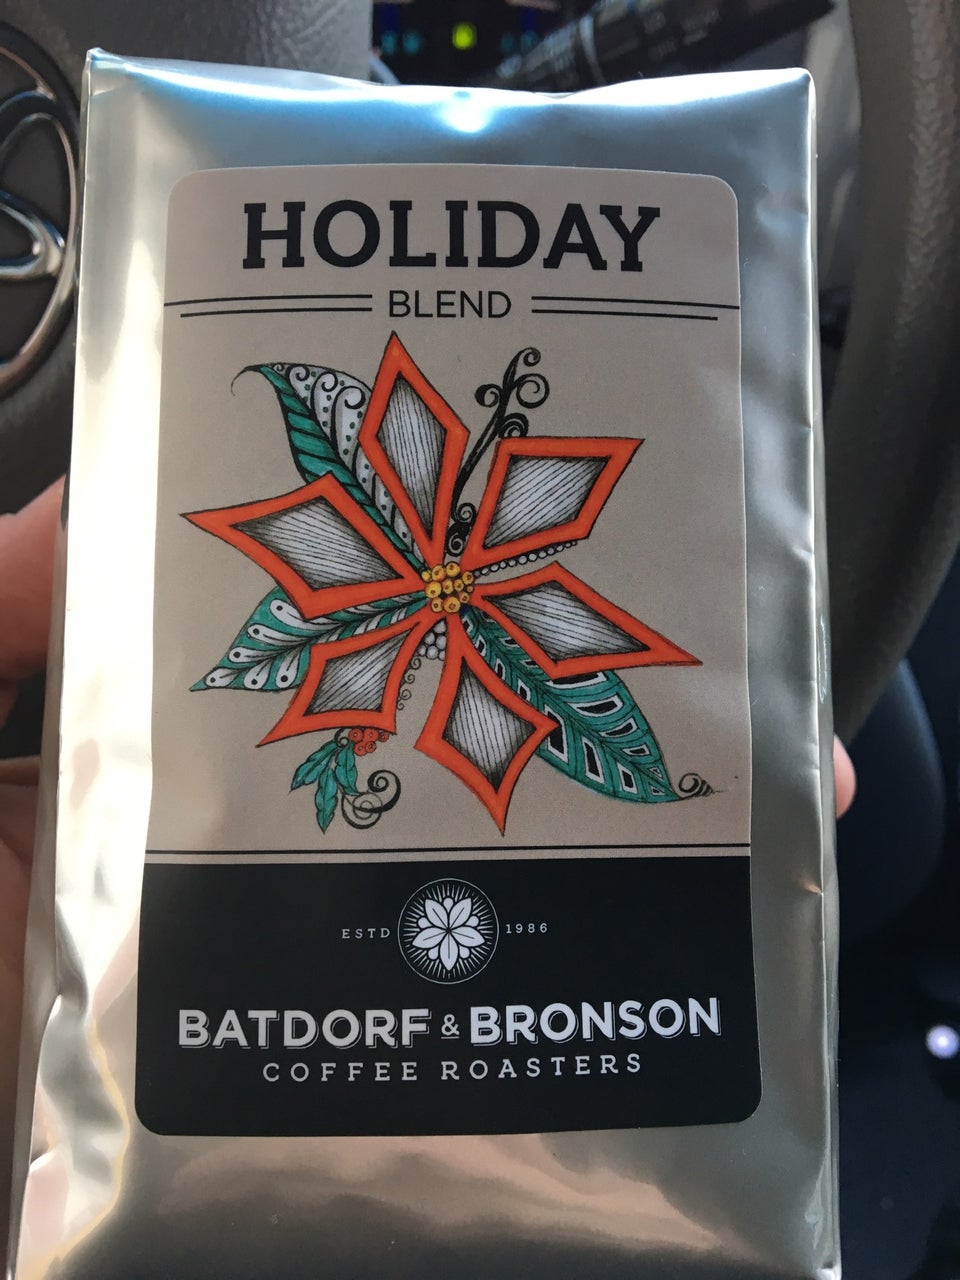 HOLIDAY
BLEND
ESTD 1986
BATDORF & BRONSON
COFFEE ROASTERS